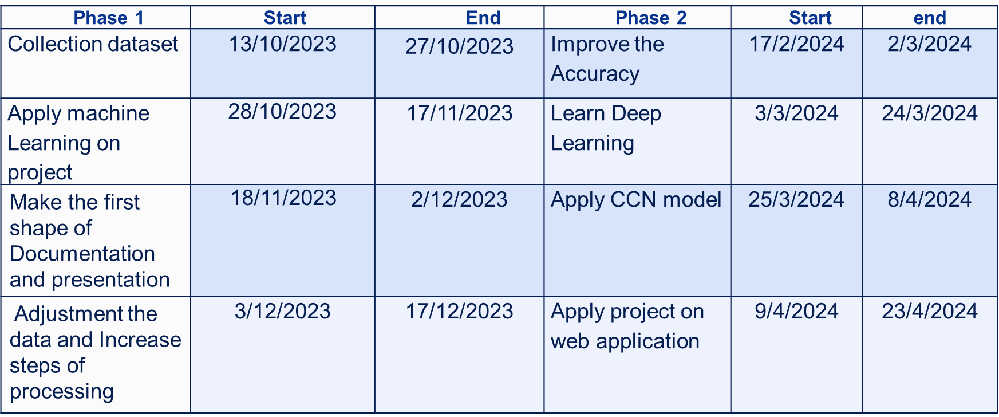 Phase 1 Start End Phase 2 Start end
Collection dataset 13/10/2023 27/10/2023 Improve the 17/2/2024 2/3/2024
Accuracy
Apply machine 28/10/2023 17/11/2023 Learn Deep 3/3/2024 24/3/2024
Learning on Learning
project
Make the first 18/11/2023 2/12/2023 Apply CCN model 25/3/2024 8/4/2024
shape of
Documentation
and presentation
Adjustment the 3/12/2023 17/12/2023 Apply project on 9/4/2024 23/4/2024
data and Increase web application
steps of
processing